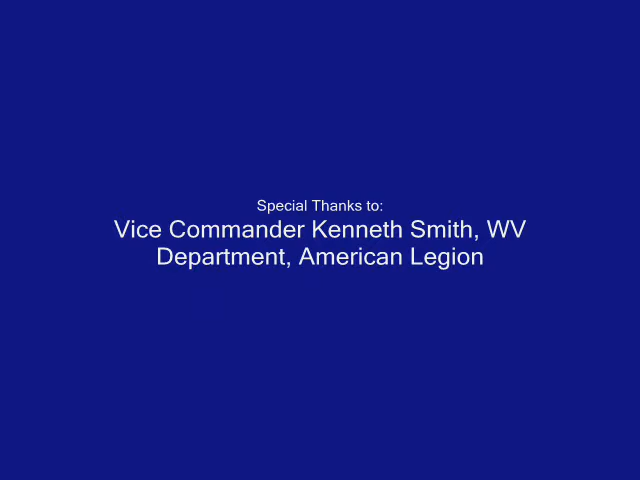 Special Thanks to:
Vice Commander Kenneth Smith, WV
Department, American Legion